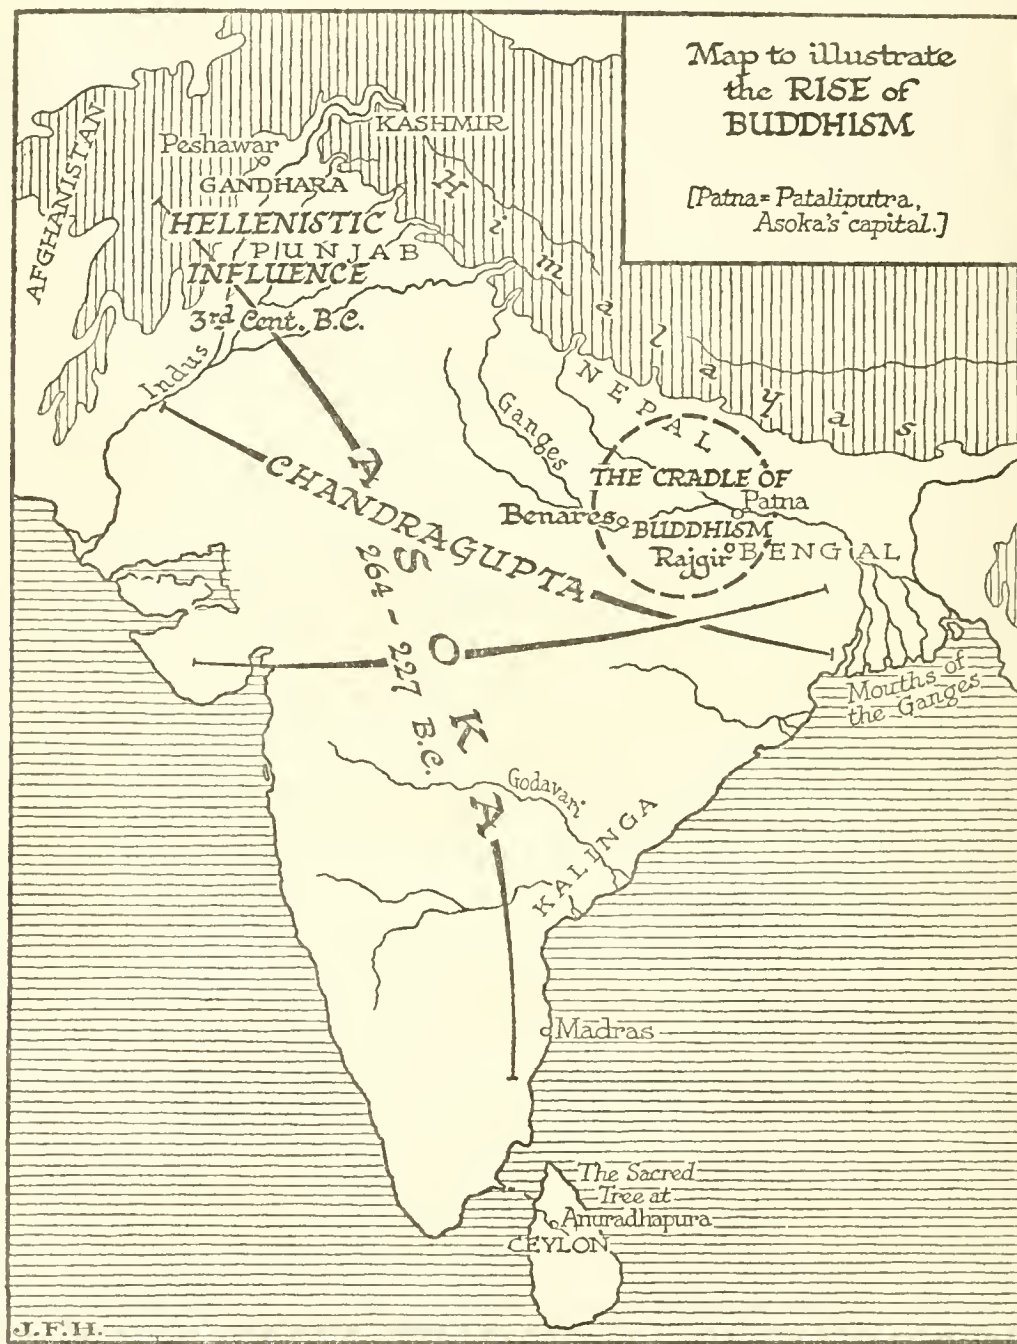 Map to illustrate
the RISE of
BUDDHISM
[Patna = Pataliputra,
Asoka's capital.]
AFGHANISTAN
KASHMIR
Peshawar
GANDHARA
HELLENISTIC
PUNJAB
INFLUENCE
3rd Cent. B.C.
Indus
Himalayas
NEPAL
Ganges
THE CRADLE OF
Patna
Benares
BUDDHISM
Rajgir
BENGAL
CHANDRAGUPTA
ASOKA
264-227 B.C.
Mouths of
the Ganges
Godavari
KALINGA
Madras
The Sacred
Tree at
Anuradhapura
CEYLON
J.F.H.